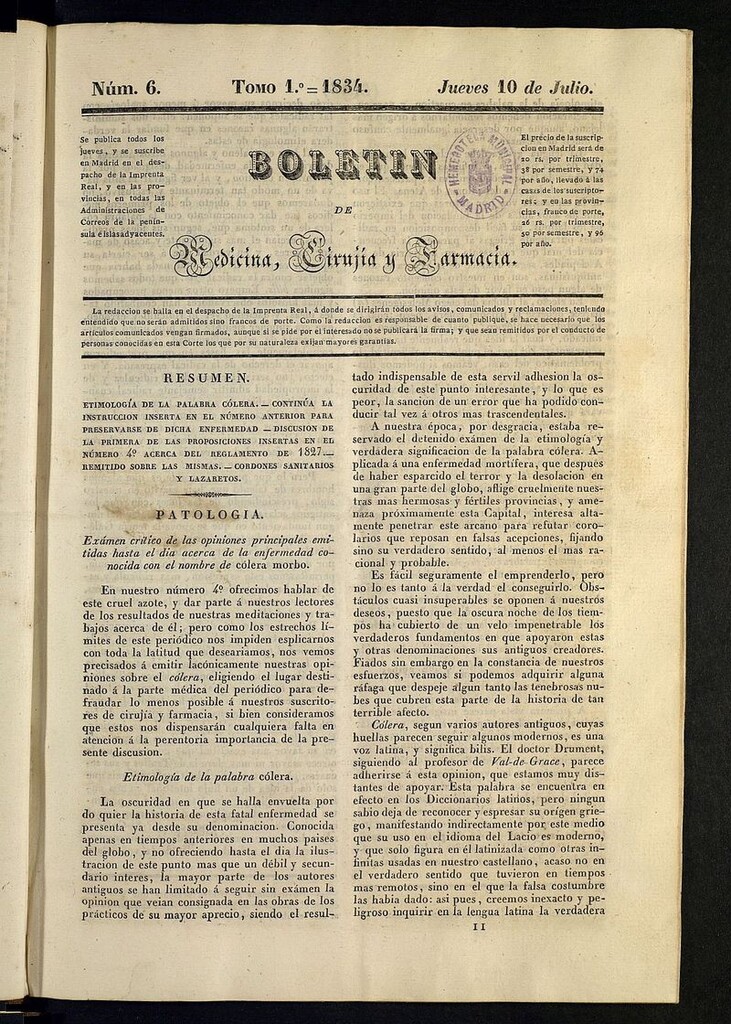 Núm. 6.
Tomo 1.º = 1834.
Jueves 10 de Julio.
Se publica todos los
jueves, y se suscribe
en Madrid en el des-
pacho de la Imprenta
Real, y en las pro-
vincias, en todas las
Administraciones de
Correos de la penín-
sula é islas adyacentes.
BOLETIN
DE
Medicina, Cirujía y Farmacia.
HEMEROTECA MUNICIPAL
MADRID
El precio de la suscrip-
cion en Madrid será de
20 rs. por trimestre,
38 por semestre, y 74
por año, llevado á las
casas de los suscripto-
res; y en las provin-
cias, franco de porte,
26 rs. por trimestre,
50 por semestre, y 96
por año.
La redaccion se halla en el despacho de la Imprenta Real, á donde se dirigirán todos los avisos, comunicados y reclamaciones, teniendo
entendido que no serán admitidos sino francos de porte. Como la redaccion es responsable de cuanto publique, se hace necesario que los
artículos comunicados vengan firmados, aunque si se pide por el interesado no se publicará la firma; y que sean remitidos por el conducto de
personas conocidas en esta Corte los que por su naturaleza exijan mayores garantías.
RESUMEN.
ETIMOLOGÍA DE LA PALABRA CÓLERA. — CONTINÚA LA
INSTRUCCION INSERTA EN EL NÚMERO ANTERIOR PARA
PRESERVARSE DE DICHA ENFERMEDAD — DISCUSION DE
LA PRIMERA DE LAS PROPOSICIONES INSERTAS EN EL
NÚMERO 4º ACERCA DEL REGLAMENTO DE 1827.—
REMITIDO SOBRE LAS MISMAS. — CORDONES SANITARIOS
Y LAZARETOS.
PATOLOGIA.
Exámen crítico de las opiniones principales emi-
tidas hasta el dia acerca de la enfermedad co-
nocida con el nombre de cólera morbo.
En nuestro número 4º ofrecimos hablar de
este cruel azote, y dar parte á nuestros lectores
de los resultados de nuestras meditaciones y tra-
bajos acerca de él; pero como los estrechos lí-
mites de este periódico nos impiden esplicarnos
con toda la latitud que deseariamos, nos vemos
precisados á emitir lacónicamente nuestras opi-
niones sobre el cólera, eligiendo el lugar desti-
nado á la parte médica del periódico para de-
fraudar lo menos posible á nuestros suscrito-
res de cirujía y farmacia, si bien consideramos
que estos nos dispensarán cualquiera falta en
atencion á la perentoria importancia de la pre-
sente discusion.
Etimología de la palabra cólera.
La oscuridad en que se halla envuelta por
do quier la historia de esta fatal enfermedad se
presenta ya desde su denominacion. Conocida
apenas en tiempos anteriores en muchos paises
del globo, y no ofreciendo hasta el dia la ilus-
tracion de este punto mas que un débil y secun-
dario interes, la mayor parte de los autores
antiguos se han limitado á seguir sin exámen la
opinion que veian consignada en las obras de los
prácticos de su mayor aprecio, siendo el resul-
tado indispensable de esta servil adhesion la os-
curidad de este punto interesante, y lo que es
peor, la sancion de un error que ha podido con-
ducir tal vez á otros mas trascendentales.
A nuestra época, por desgracia, estaba re-
servado el detenido exámen de la etimología y
verdadera significacion de la palabra cólera. A-
plicada á una enfermedad mortífera, que despues
de haber esparcido el terror y la desolacion en
una gran parte del globo, aflige cruelmente nues-
tras mas hermosas y fértiles provincias, y ame-
naza próximamente esta Capital, interesa alta-
mente penetrar este arcano para refutar coro-
larios que reposan en falsas acepciones, fijando
sino su verdadero sentido, al menos el mas ra-
cional y probable.
Es fácil seguramente el emprenderlo, pero
no lo es tanto á la verdad el conseguirlo. Obs-
táculos cuasi insuperables se oponen á nuestros
deseos, puesto que la oscura noche de los tiem-
pos ha cubierto de un velo impenetrable los
verdaderos fundamentos en que apoyaron estas
y otras denominaciones sus antiguos creadores.
Fiados sin embargo en la constancia de nuestros
esfuerzos, veamos si podemos adquirir alguna
ráfaga que despeje algun tanto las tenebrosas nu-
bes que cubren esta parte de la historia de tan
terrible afecto.
Cólera, segun varios autores antiguos, cuyas
huellas parecen seguir algunos modernos, es una
voz latina, y significa bilis. El doctor Drument,
siguiendo al profesor de Val-de-Grace, parece
adherirse á esta opinion, que estamos muy dis-
tantes de apoyar. Esta palabra se encuentra en
efecto en los Diccionarios latinos, pero ningun
sabio deja de reconocer y espresar su orígen grie-
go, manifestando indirectamente por este medio
que su uso en el idioma del Lacio es moderno,
y que solo figura en él latinizada como otras in-
finitas usadas en nuestro castellano, acaso no en
el verdadero sentido que tuvieron en tiempos
mas remotos, sino en el que la falsa costumbre
las habia dado: asi pues, creemos inexacto y pe-
ligroso inquirir en la lengua latina la verdadera
11